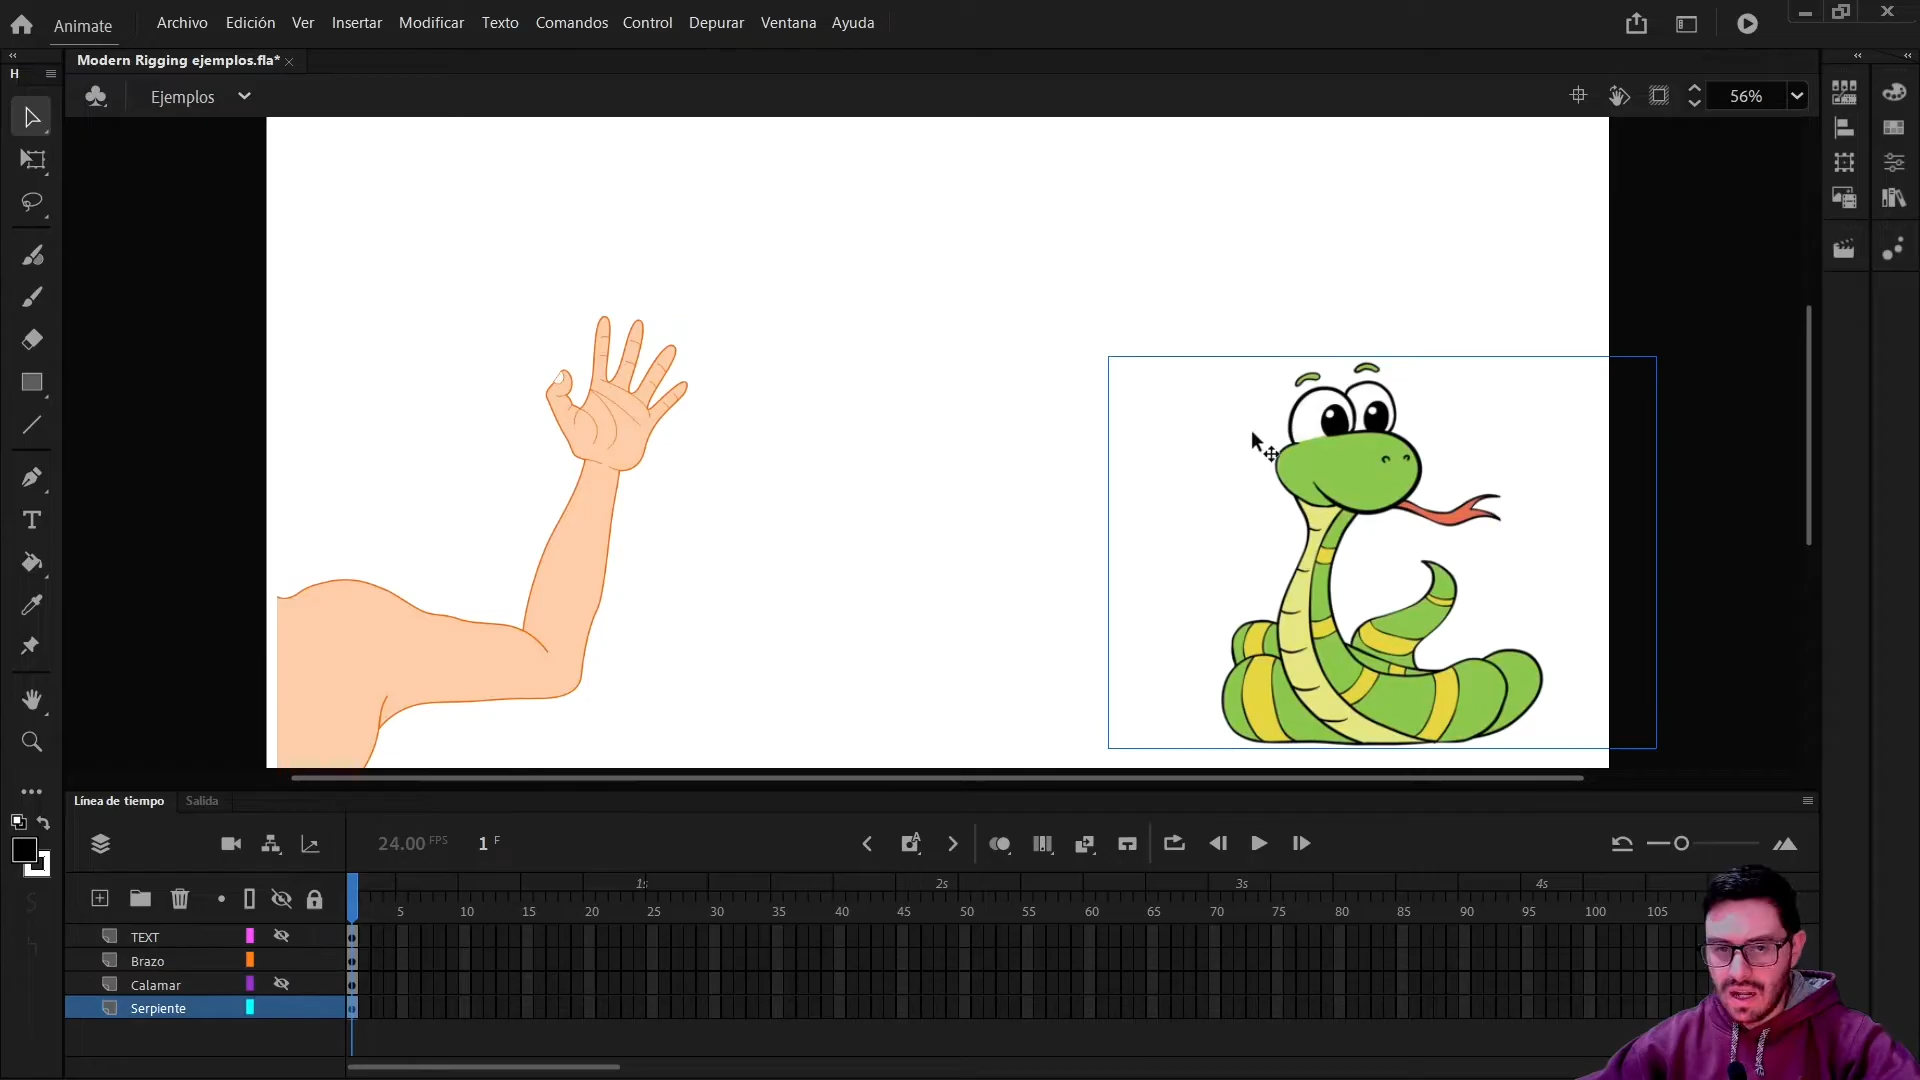 Animate Archivo Edición Ver Insertar Modificar Texto Comandos Control Depurar Ventana Ayuda
Modern Rigging ejemplos.fla*
H
Ejemplos
56%
Línea de tiempo Salida
24.00 FPS 1 F
1s 2s 3s 4s
5 10 15 20 25 30 35 40 45 50 55 60 65 70 75 80 85 90 95 100 105
TEXT
Brazo
Calamar
Serpiente